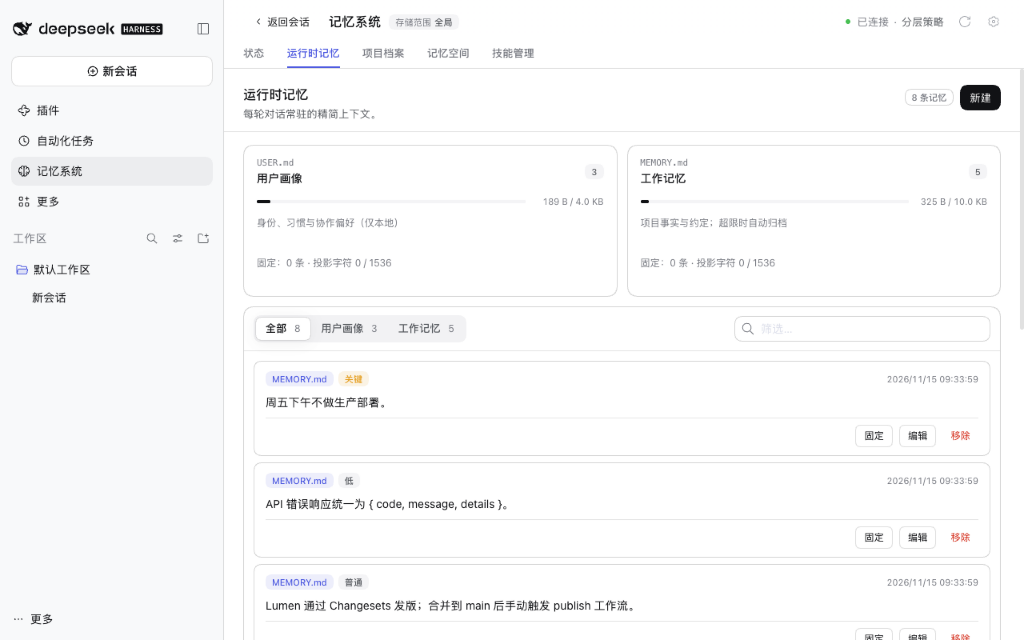 deepseek HARNESS
新会话
插件
自动化任务
记忆系统
更多
工作区
默认工作区
新会话
更多
返回会话 记忆系统 存储范围 全局
已连接 · 分层策略
状态 运行时记忆 项目档案 记忆空间 技能管理
运行时记忆
每轮对话常驻的精简上下文。
8 条记忆 新建
USER.md
用户画像
3
189 B / 4.0 KB
身份、习惯与协作偏好（仅本地）
固定：0 条 · 投影字符 0 / 1536
MEMORY.md
工作记忆
5
325 B / 10.0 KB
项目事实与约定；超限时自动归档
固定：0 条 · 投影字符 0 / 1536
全部 8 用户画像 3 工作记忆 5
筛选...
MEMORY.md 关键 2026/11/15 09:33:59
周五下午不做生产部署。
固定 编辑 移除
MEMORY.md 低 2026/11/15 09:33:59
API 错误响应统一为 { code, message, details }。
固定 编辑 移除
MEMORY.md 普通 2026/11/15 09:33:59
Lumen 通过 Changesets 发版；合并到 main 后手动触发 publish 工作流。
固定 编辑 移除